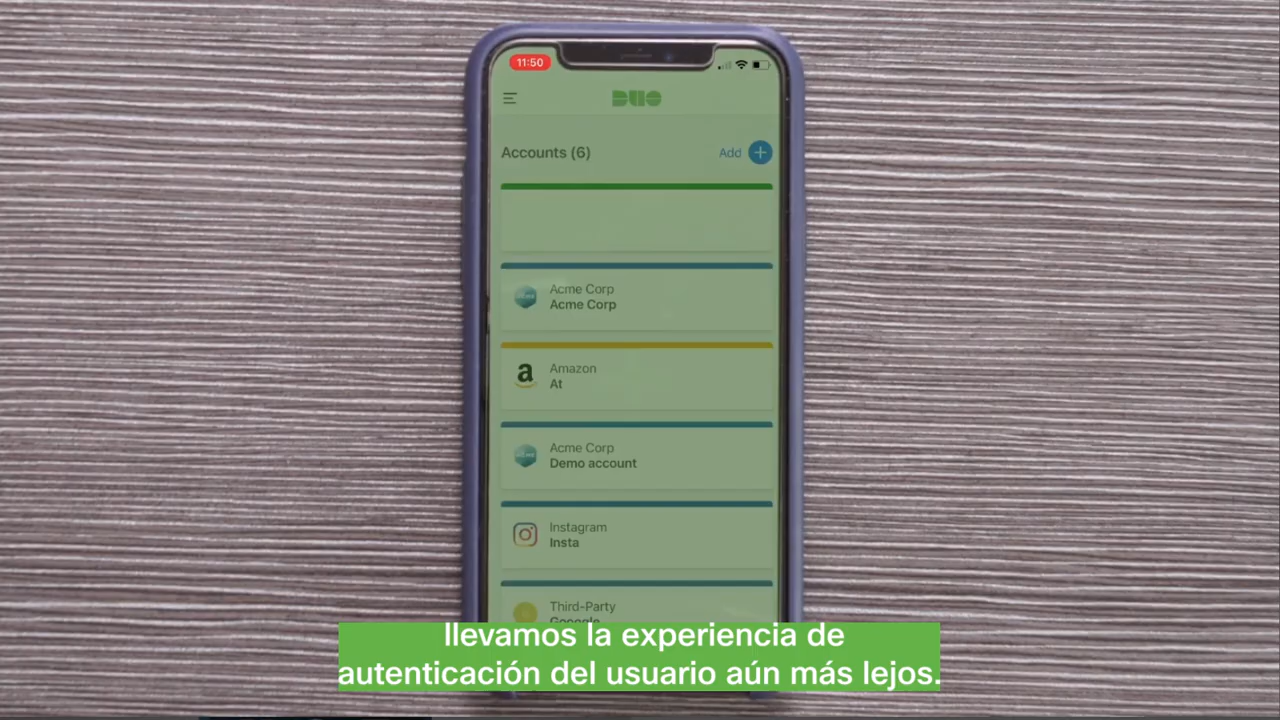 11:50
DUO
Accounts (6)
Add
Acme Corp
Acme Corp
Amazon
At
Acme Corp
Demo account
Instagram
Insta
Third-Party
llevamos la experiencia de
autenticación del usuario aún más lejos.